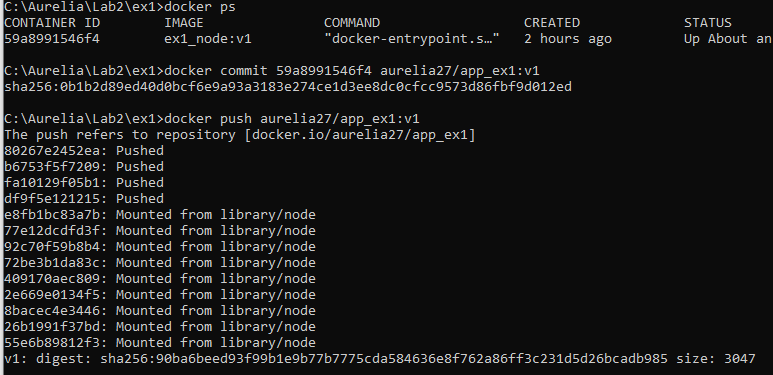 C:\Aurelia\Lab2\ex1>docker ps
CONTAINER ID   IMAGE   COMMAND   CREATED   STATUS
59a8991546f4   ex1_node:v1   "docker-entrypoint.s…"   2 hours ago   Up About an
C:\Aurelia\Lab2\ex1>docker commit 59a8991546f4 aurelia27/app_ex1:v1
sha256:0b1b2d89ed40d0bcf6e9a93a3183e274ce1d3ee8dc0cfcc9573d86fbf9d012ed
C:\Aurelia\Lab2\ex1>docker push aurelia27/app_ex1:v1
The push refers to repository [docker.io/aurelia27/app_ex1]
80267e2452ea: Pushed
b6753f5f7209: Pushed
fa10129f05b1: Pushed
df9f5e121215: Pushed
e8fb1bc83a7b: Mounted from library/node
77e12dcdfd3f: Mounted from library/node
92c70f59b8b4: Mounted from library/node
72be3b1da83c: Mounted from library/node
409170aec809: Mounted from library/node
2e669e0134f5: Mounted from library/node
8bacec4e3446: Mounted from library/node
26b1991f37bd: Mounted from library/node
55e6b89812f3: Mounted from library/node
v1: digest: sha256:90ba6beed93f99b1e9b77b7775cda584636e8f762a86ff3c231d5d26bcadb985 size: 3047